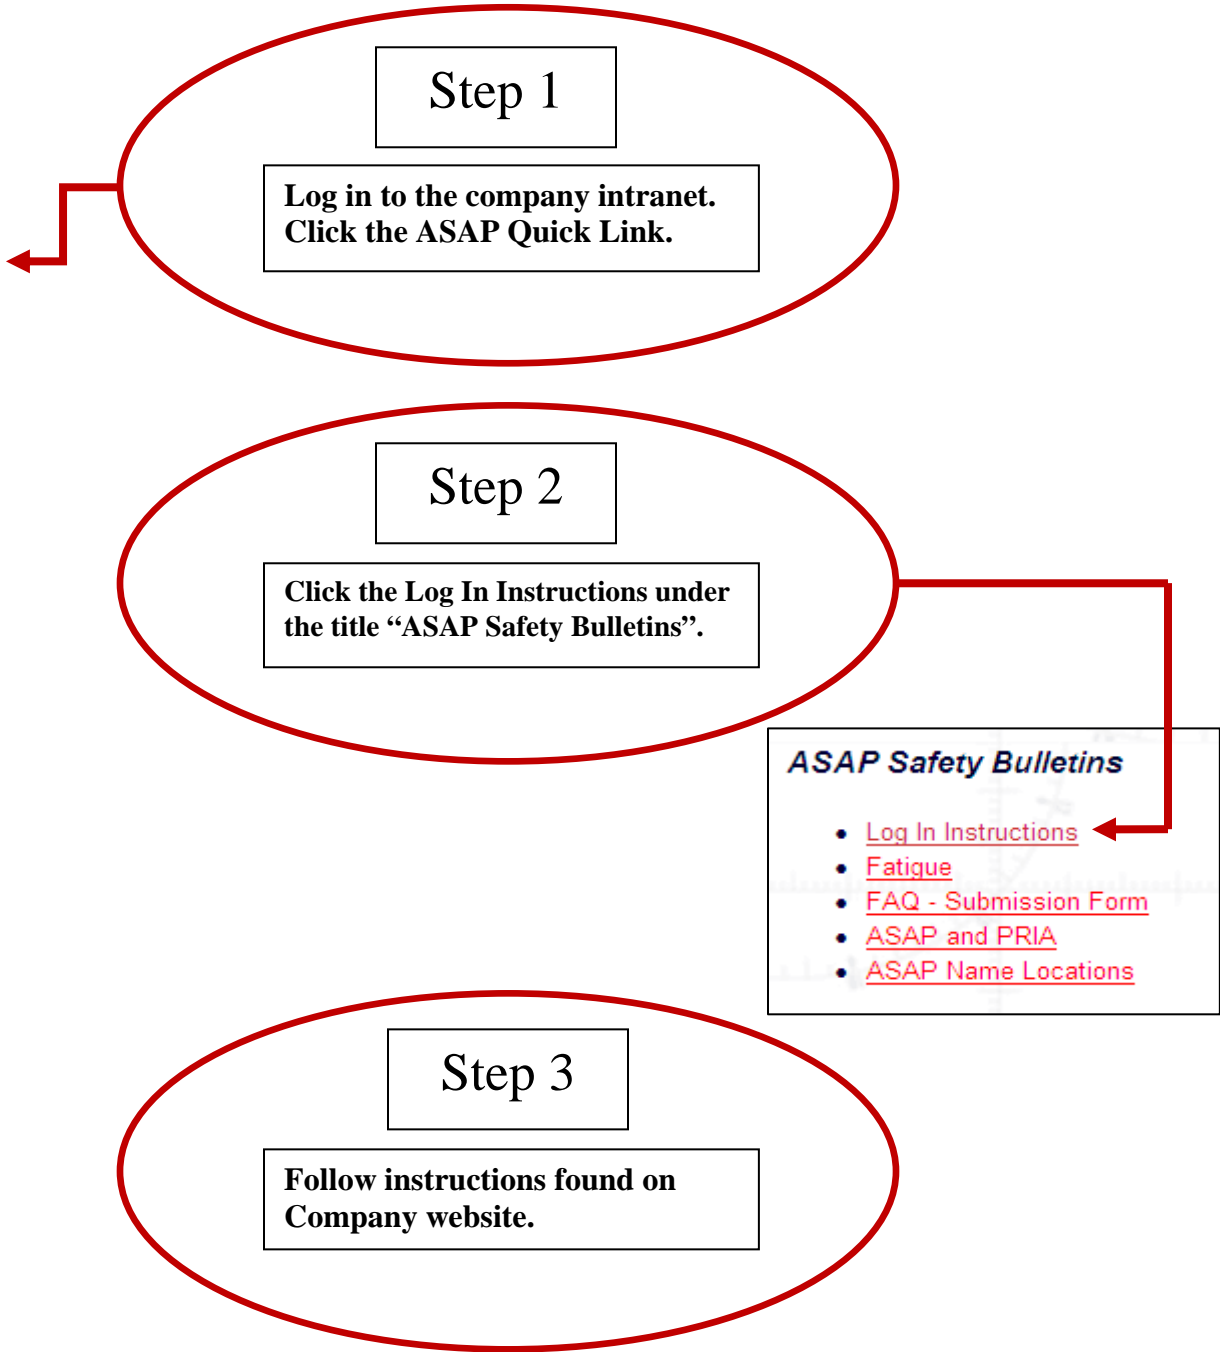 Step 1
Log in to the company intranet.
Click the ASAP Quick Link.
Step 2
Click the Log In Instructions under
the title “ASAP Safety Bulletins”.
ASAP Safety Bulletins
• Log In Instructions
• Fatigue
• FAQ - Submission Form
• ASAP and PRIA
• ASAP Name Locations
Step 3
Follow instructions found on
Company website.